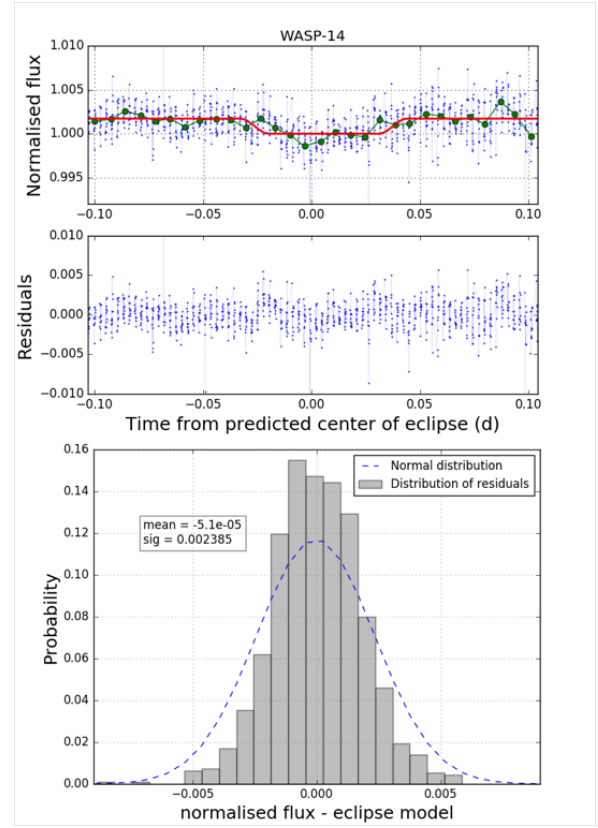 WASP-14
1.010
1.005
1.000
0.995
Normalised flux
−0.10 −0.05 0.00 0.05 0.10
0.010
0.005
0.000
−0.005
−0.010
Residuals
−0.10 −0.05 0.00 0.05 0.10
Time from predicted center of eclipse (d)
0.16
0.14
0.12
0.10
0.08
0.06
0.04
0.02
0.00
Probability
Normal distribution
Distribution of residuals
mean = -5.1e-05
sig = 0.002385
−0.005 0.000 0.005
normalised flux - eclipse model